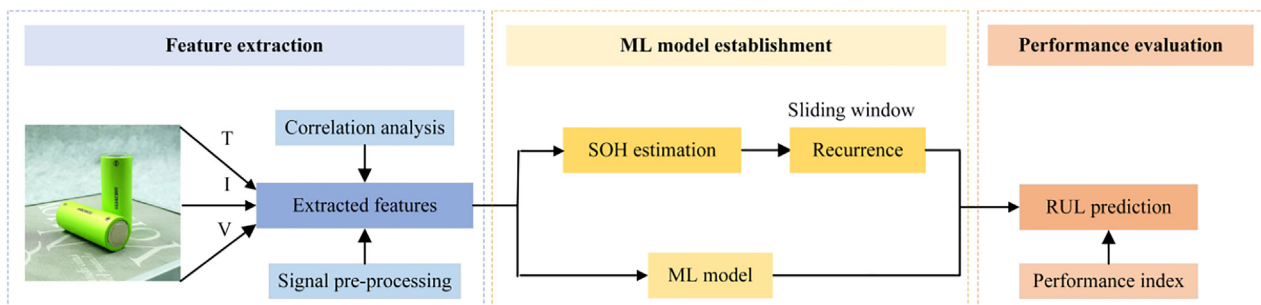 Feature extraction
ML model establishment
Performance evaluation
Sliding window
Correlation analysis
T
SOH estimation
Recurrence
I
Extracted features
RUL prediction
V
Signal pre-processing
ML model
Performance index